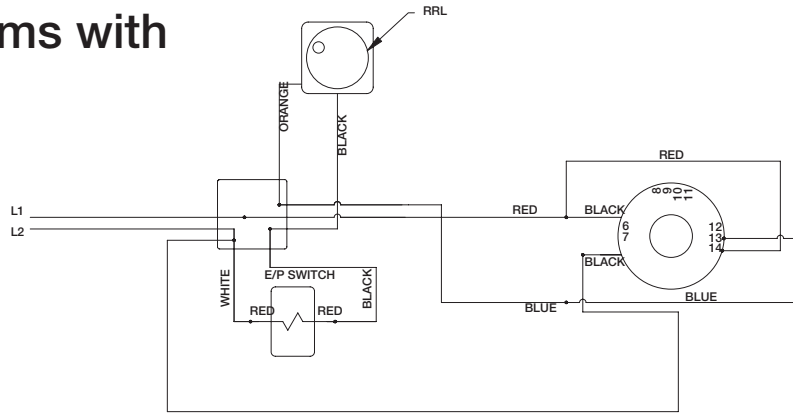 ms with
RRL
ORANGE
BLACK
RED
L1
L2
RED
BLACK
8
9
10
11
6
7
12
13
14
BLACK
WHITE
E/P SWITCH
BLACK
RED
RED
BLUE
BLUE